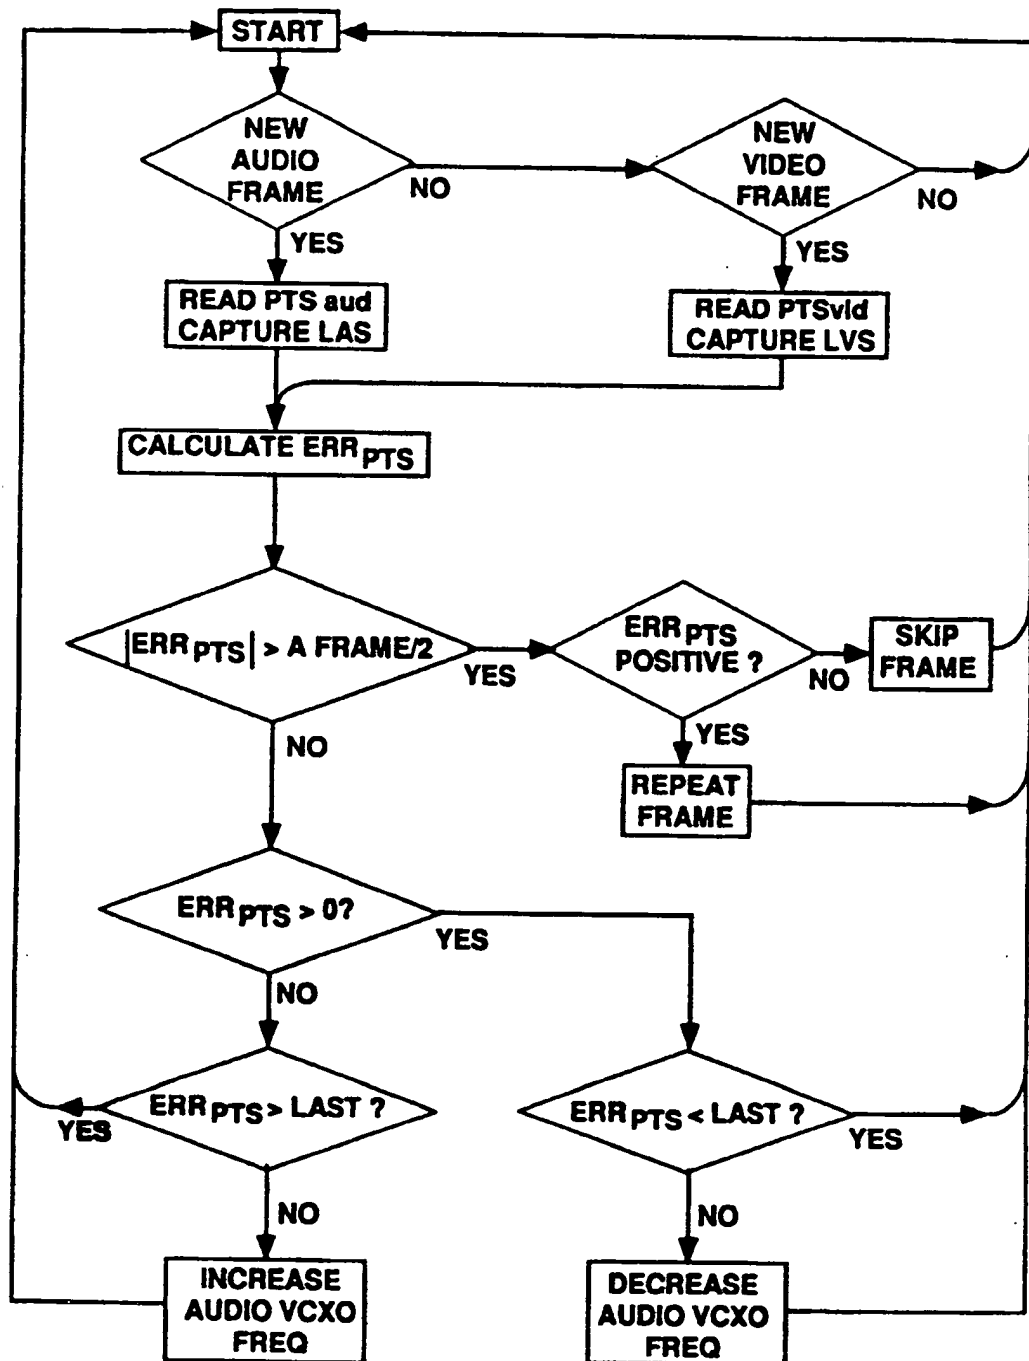 START
NEW
AUDIO
FRAME
NO
YES
NEW
VIDEO
FRAME
NO
YES
READ PTS aud
CAPTURE LAS
READ PTSvid
CAPTURE LVS
CALCULATE ERR PTS
|ERR PTS| > A FRAME/2
YES
NO
ERR PTS
POSITIVE ?
NO
YES
SKIP
FRAME
REPEAT
FRAME
ERR PTS > 0?
YES
NO
ERR PTS > LAST ?
YES
NO
ERR PTS < LAST ?
YES
NO
INCREASE
AUDIO VCXO
FREQ
DECREASE
AUDIO VCXO
FREQ